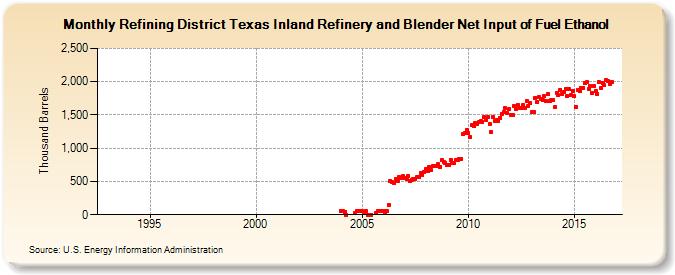 Monthly Refining District Texas Inland Refinery and Blender Net Input of Fuel Ethanol
Thousand Barrels
2,500
2,000
1,500
1,000
500
0
1995 2000 2005 2010 2015
Source: U.S. Energy Information Administration